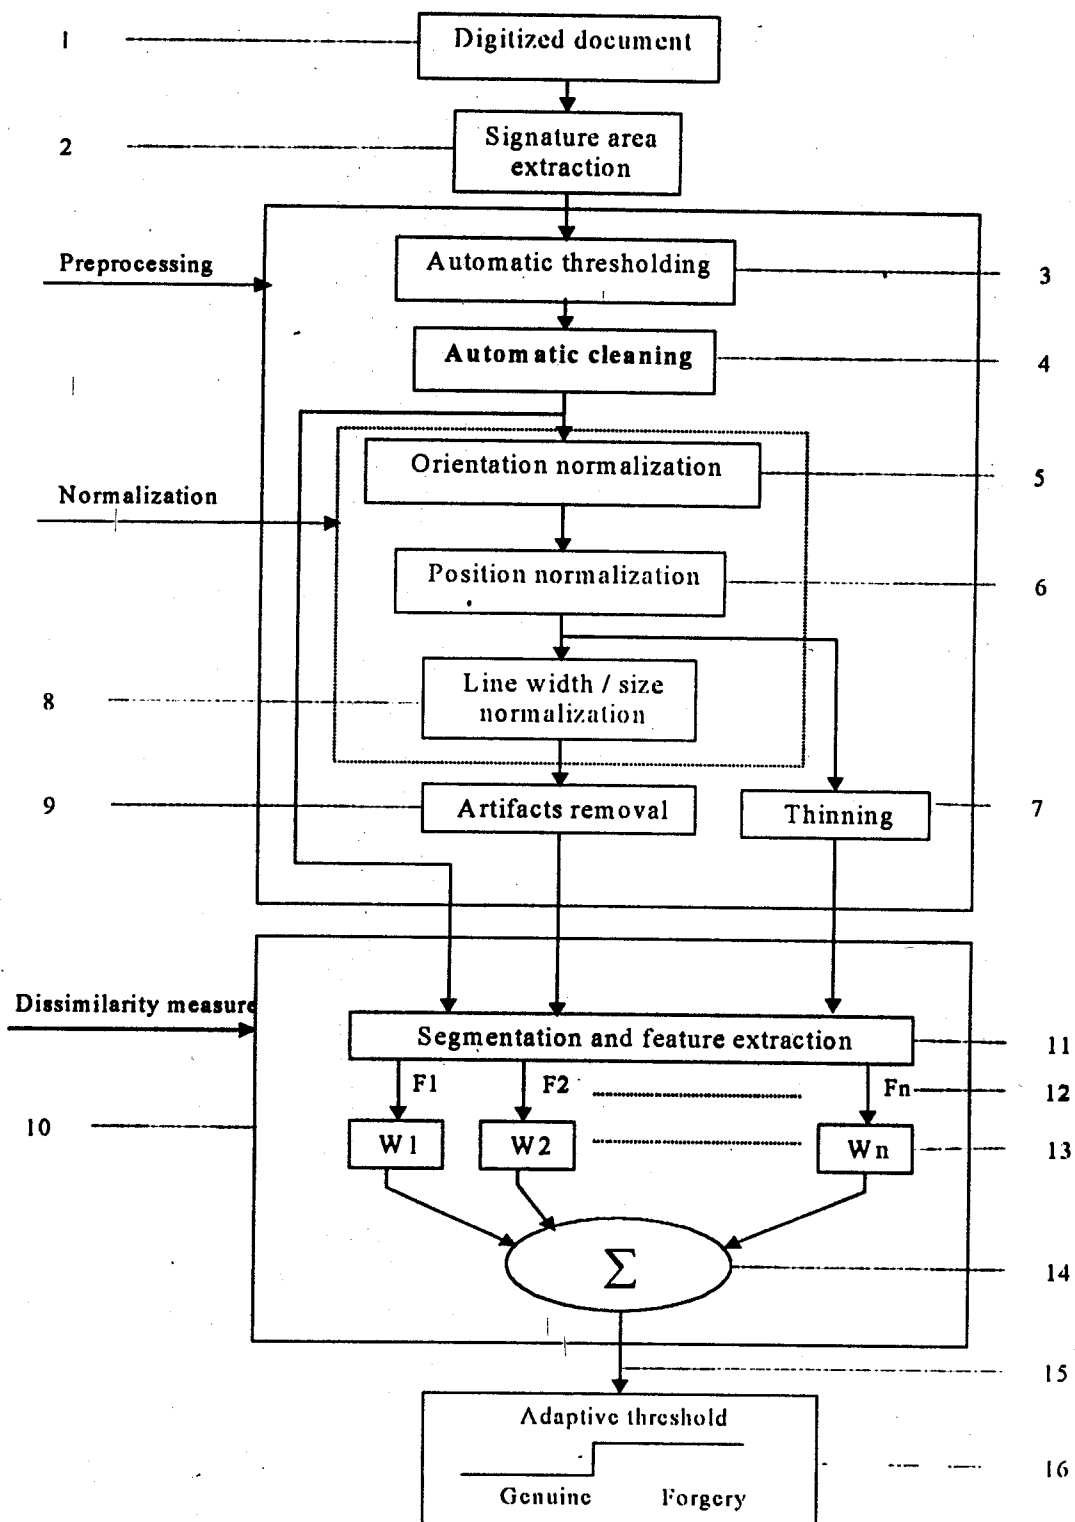 1
Digitized document
2
Signature area
extraction
Preprocessing
Automatic thresholding
3
Automatic cleaning
4
Orientation normalization
5
Normalization
Position normalization
6
8
Line width / size
normalization
9
Artifacts removal
Thinning
7
Dissimilarity measure
Segmentation and feature extraction
11
F1
F2
Fn
12
10
W1
W2
Wn
13
Σ
14
15
Adaptive threshold
16
Genuine
Forgery